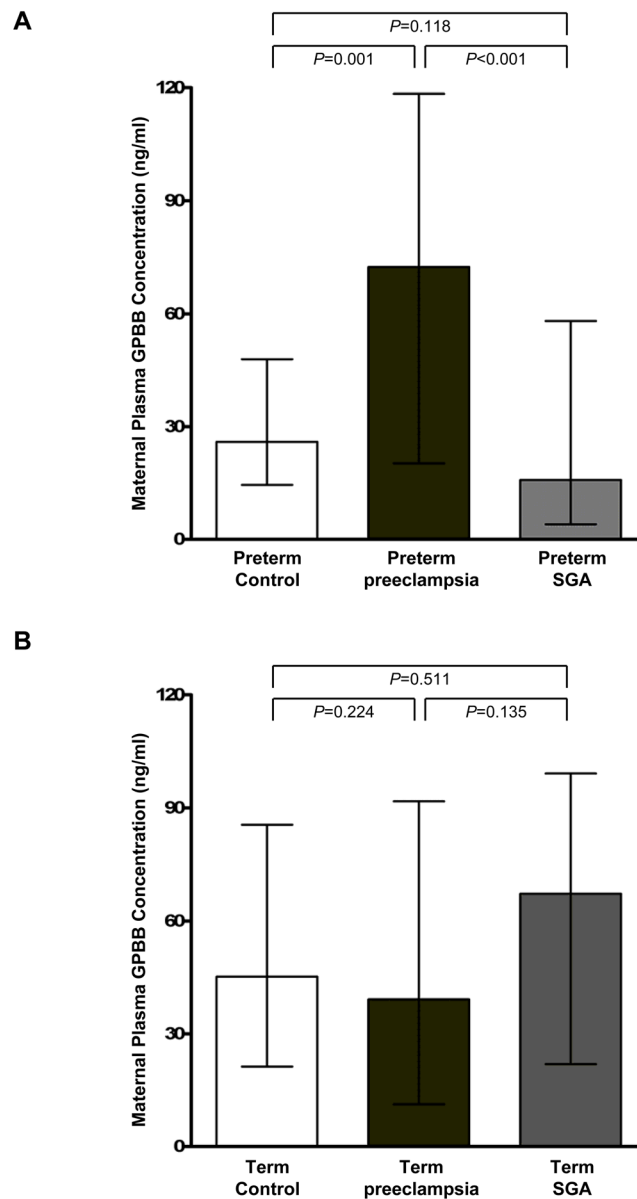 A
P=0.118
P=0.001 P<0.001
Maternal Plasma GPBB Concentration (ng/ml)
120
90
60
30
0
Preterm Preterm Preterm
Control preeclampsia SGA
B
P=0.511
P=0.224 P=0.135
Maternal Plasma GPBB Concentration (ng/ml)
120
90
60
30
0
Term Term Term
Control preeclampsia SGA